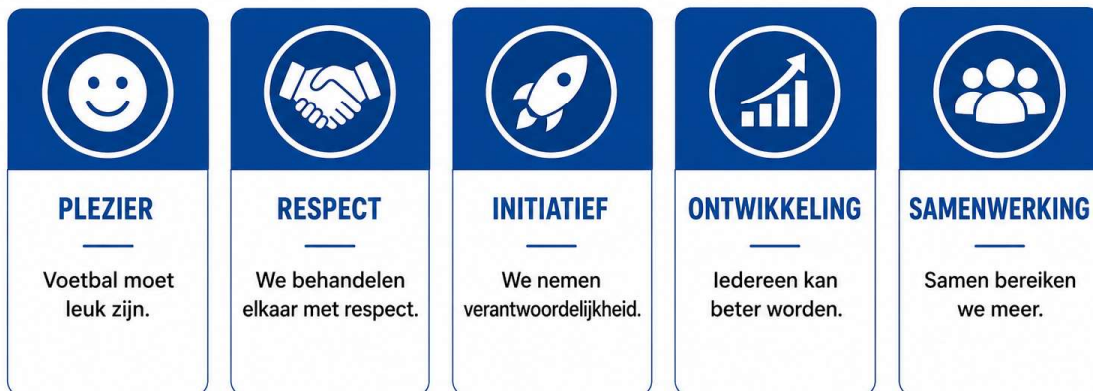 PLEZIER
Voetbal moet
leuk zijn.
RESPECT
We behandelen
elkaar met respect.
INITIATIEF
We nemen
verantwoordelijkheid.
ONTWIKKELING
Iedereen kan
beter worden.
SAMENWERKING
Samen bereiken
we meer.